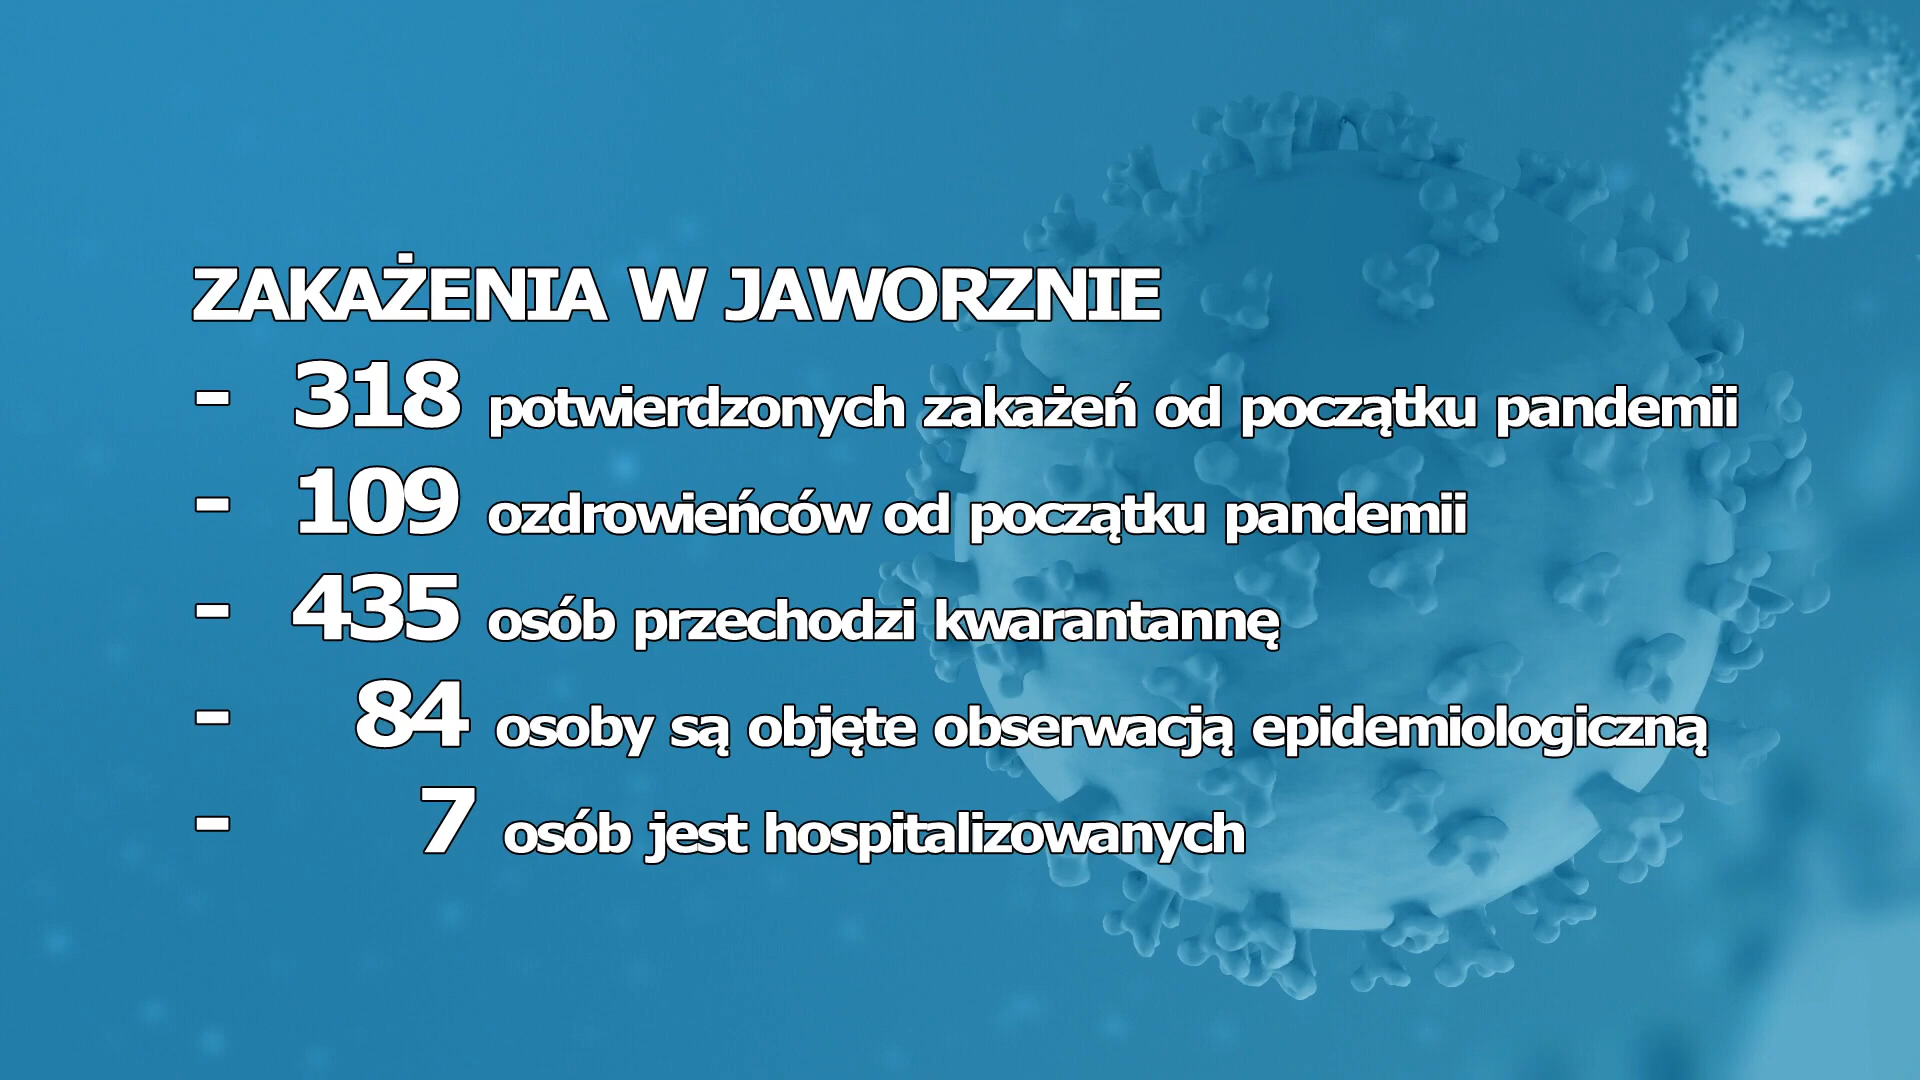 ZAKAŻENIA W JAWORZNIE
- 318 potwierdzonych zakażeń od początku pandemii
- 109 ozdrowieńców od początku pandemii
- 435 osób przechodzi kwarantannę
- 84 osoby są objęte obserwacją epidemiologiczną
- 7 osób jest hospitalizowanych